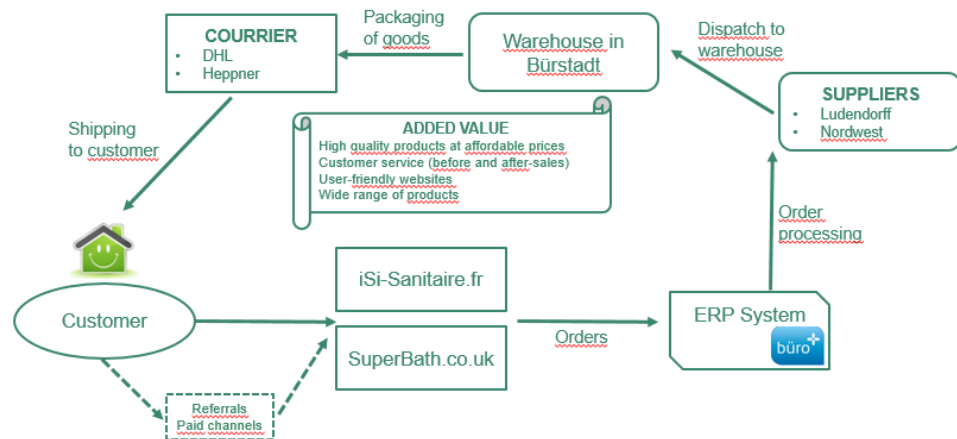 COURRIER
DHL
Heppner
Packaging
of goods
Warehouse in
Bürstadt
Dispatch to
warehouse
SUPPLIERS
Ludendorff
Nordwest
Shipping
to customer
ADDED VALUE
High quality products at affordable prices
Customer service (before and after-sales)
User-friendly websites
Wide range of products
Order
processing
Customer
iSi-Sanitaire.fr
SuperBath.co.uk
Orders
ERP System
büro+
Referrals
Paid channels